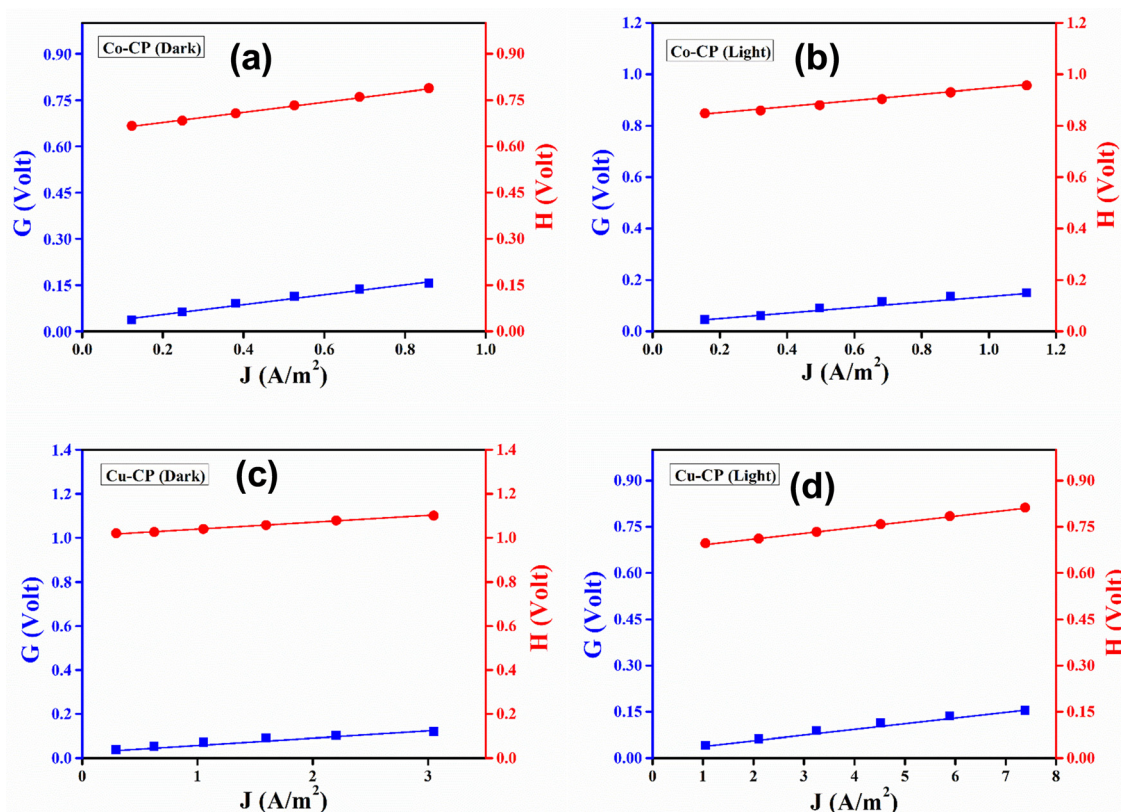 Co-CP (Dark)
(a)
0.90
0.75
0.60
0.45
0.30
0.15
0.00
G (Volt)
0.90
0.75
0.60
0.45
0.30
0.15
0.00
H (Volt)
0.0 0.2 0.4 0.6 0.8 1.0
J (A/m²)
Co-CP (Light)
(b)
1.2
1.0
0.8
0.6
0.4
0.2
0.0
G (Volt)
1.2
1.0
0.8
0.6
0.4
0.2
0.0
H (Volt)
0.0 0.2 0.4 0.6 0.8 1.0 1.2
J (A/m²)
Cu-CP (Dark)
(c)
1.4
1.2
1.0
0.8
0.6
0.4
0.2
0.0
G (Volt)
1.4
1.2
1.0
0.8
0.6
0.4
0.2
0.0
H (Volt)
0 1 2 3
J (A/m²)
Cu-CP (Light)
(d)
0.90
0.75
0.60
0.45
0.30
0.15
0.00
G (Volt)
0.90
0.75
0.60
0.45
0.30
0.15
0.00
H (Volt)
0 1 2 3 4 5 6 7 8
J (A/m²)